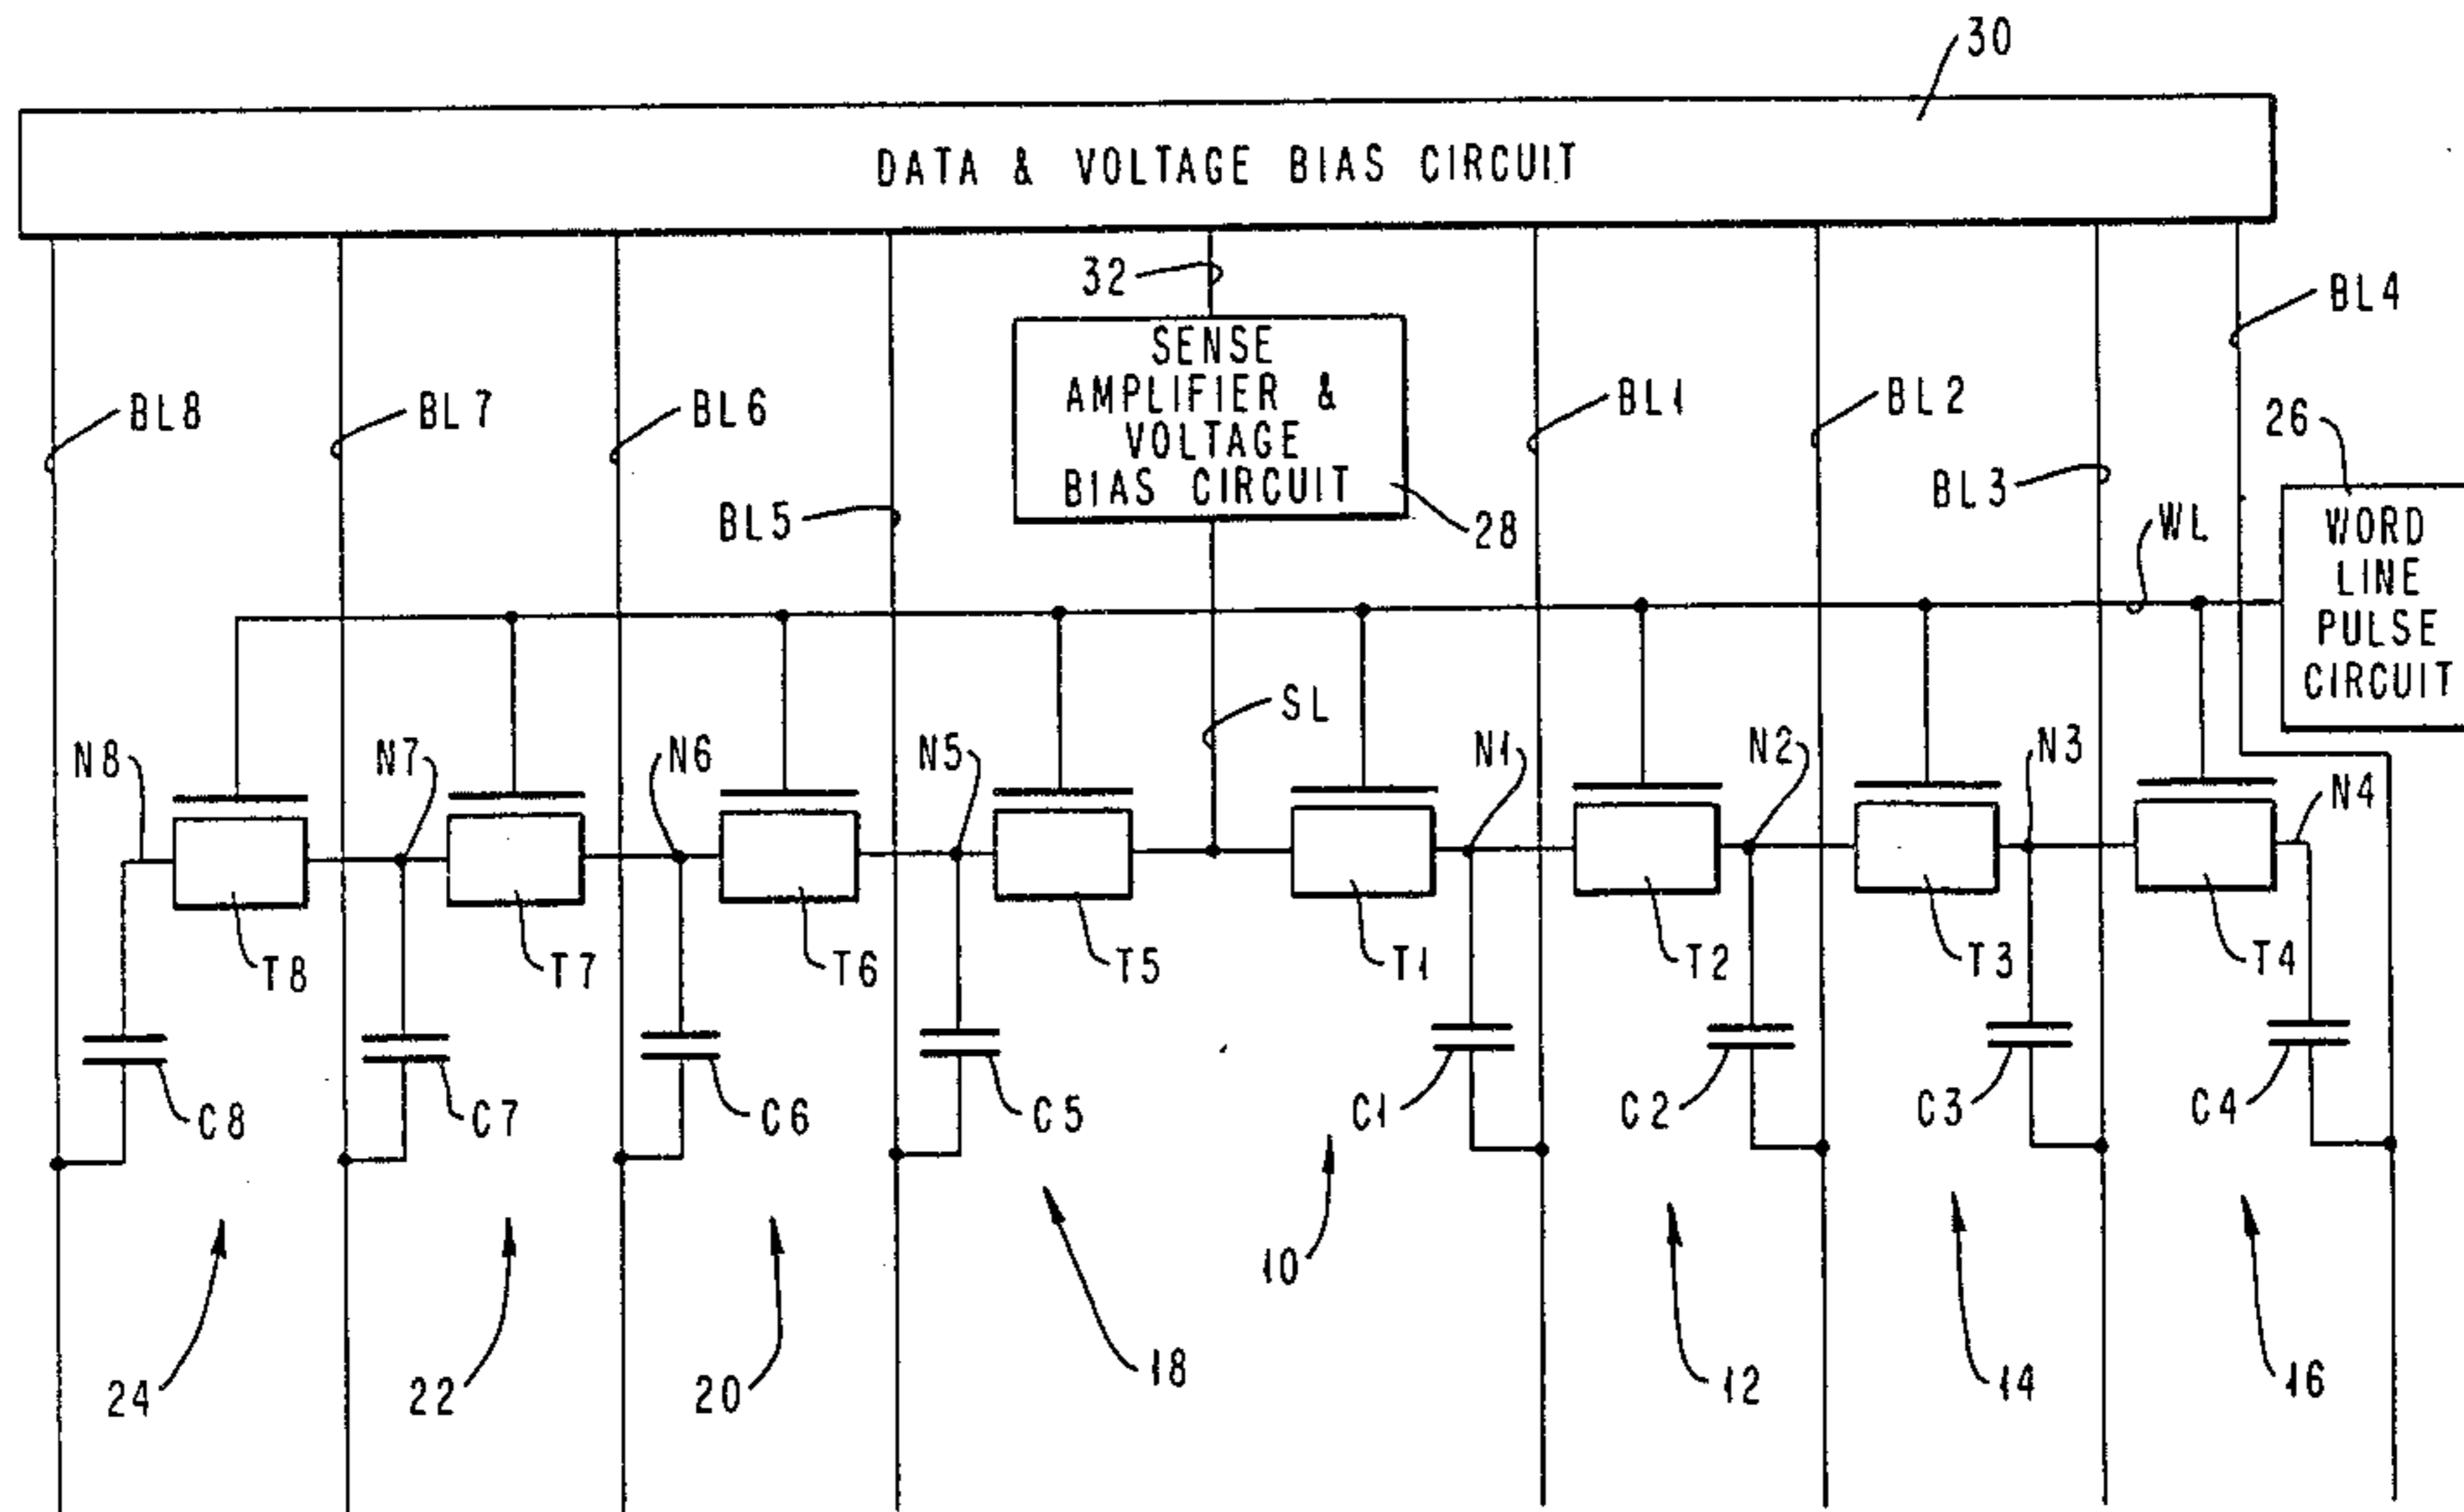 30
DATA & VOLTAGE BIAS CIRCUIT
32
BL4
SENSE
AMPLIFIER &
VOLTAGE
BIAS CIRCUIT
BL8
BL7
BL6
BL1
BL2
26
BL5
28
BL3
WL
WORD
LINE
PULSE
CIRCUIT
SL
N8
N7
N6
N5
N1
N2
N3
N4
T8
T7
T6
T5
T1
T2
T3
T4
C8
C7
C6
C5
C1
C2
C3
C4
10
24
22
20
18
12
14
16